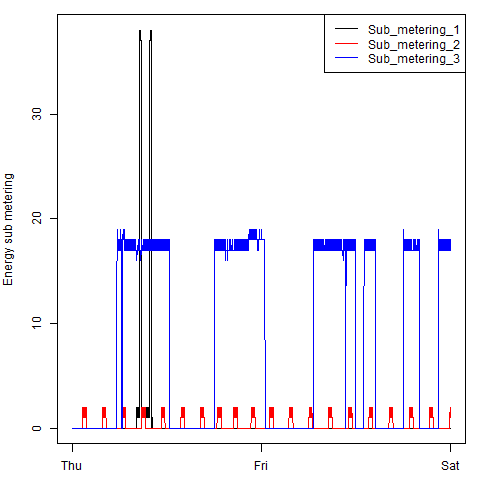 Sub_metering_1
Sub_metering_2
Sub_metering_3
Energy sub metering
30
20
10
0
Thu Fri Sat